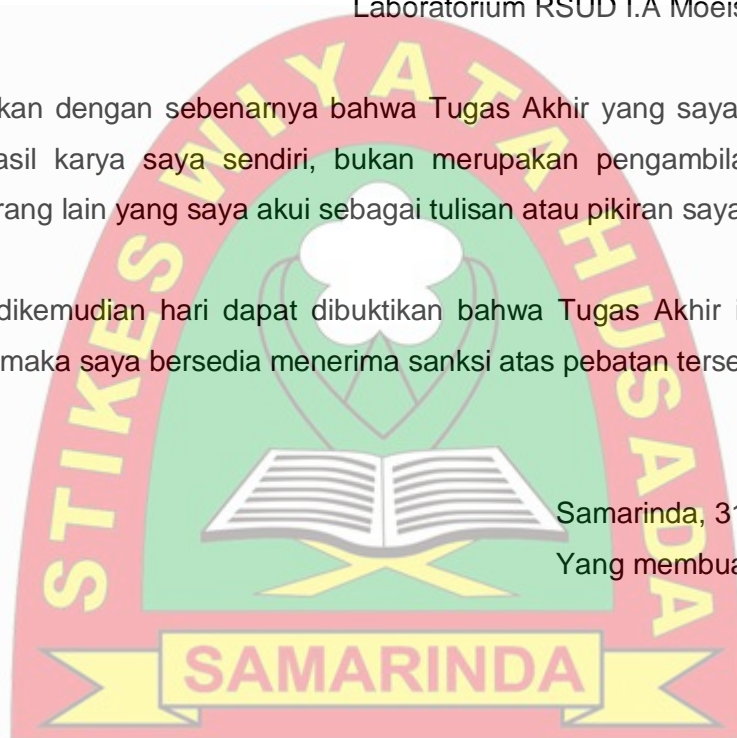 Laboratorium RSUD I.A Moeis
kan dengan sebenarnya bahwa Tugas Akhir yang saya
asil karya saya sendiri, bukan merupakan pengambila
rang lain yang saya akui sebagai tulisan atau pikiran saya
dikemudian hari dapat dibuktikan bahwa Tugas Akhir i
maka saya bersedia menerima sanksi atas pebatan terse
Samarinda, 31
Yang membua
STIKES WIYATA HUSADA
SAMARINDA